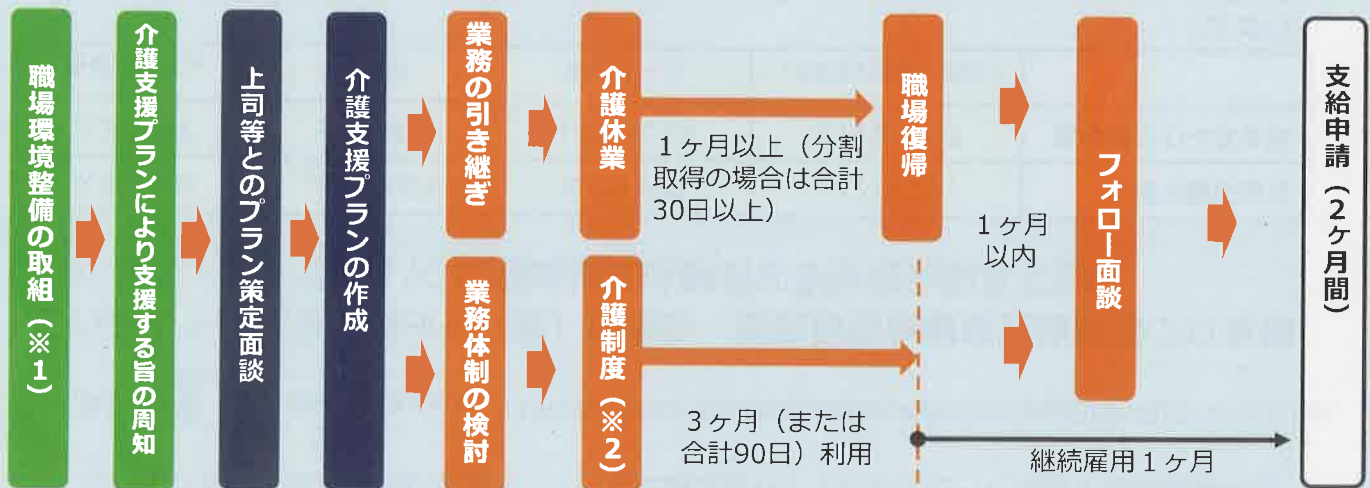 職場環境整備の取組（※１）
介護支援プランにより支援する旨の周知
上司等とのプラン策定面談
介護支援プランの作成
業務の引き継ぎ
介護休業
１ヶ月以上（分割
取得の場合は合計
30日以上）
職場復帰
業務体制の検討
介護制度（※２）
３ヶ月（または
合計90日）利用
１ヶ月
以内
フォロー面談
継続雇用１ヶ月
支給申請（２ヶ月間）